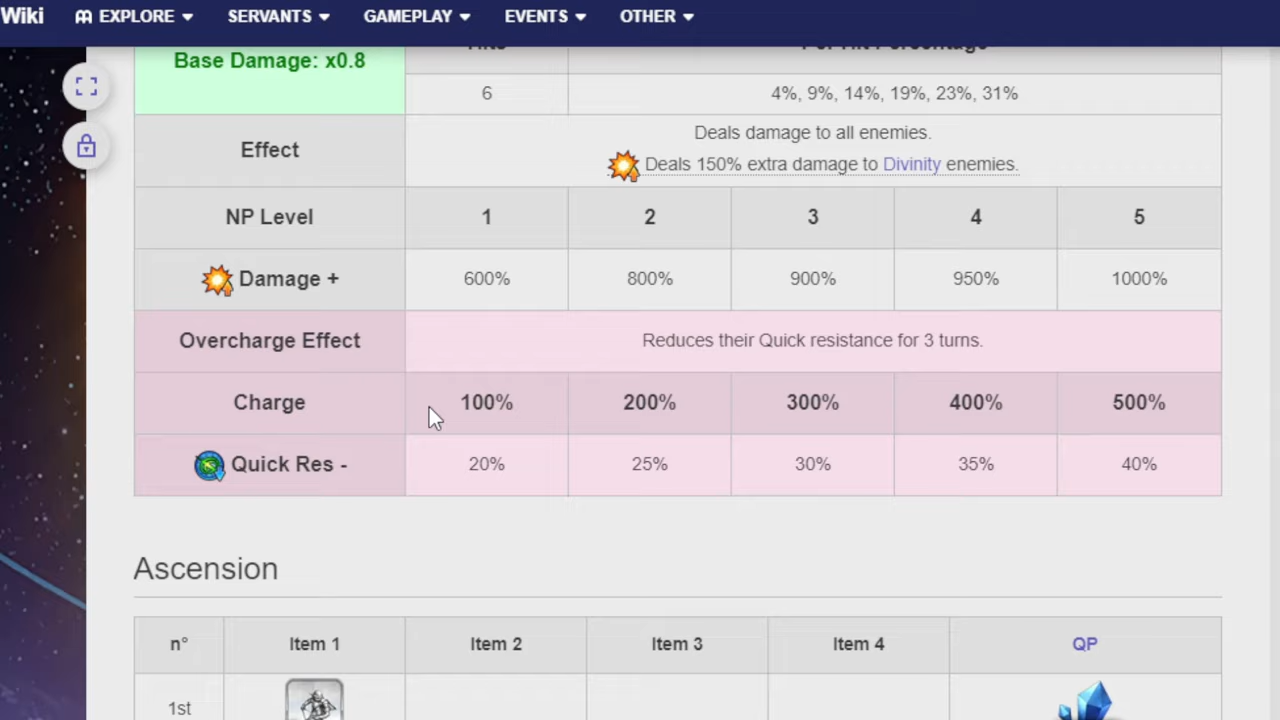 Wiki EXPLORE SERVANTS GAMEPLAY EVENTS OTHER
Base Damage: x0.8
Hits Per Hit Percentage
6 4%, 9%, 14%, 19%, 23%, 31%
Effect
Deals damage to all enemies.
Deals 150% extra damage to Divinity enemies.
NP Level 1 2 3 4 5
Damage + 600% 800% 900% 950% 1000%
Overcharge Effect Reduces their Quick resistance for 3 turns.
Charge 100% 200% 300% 400% 500%
Quick Res - 20% 25% 30% 35% 40%
Ascension
n° Item 1 Item 2 Item 3 Item 4 QP
1st